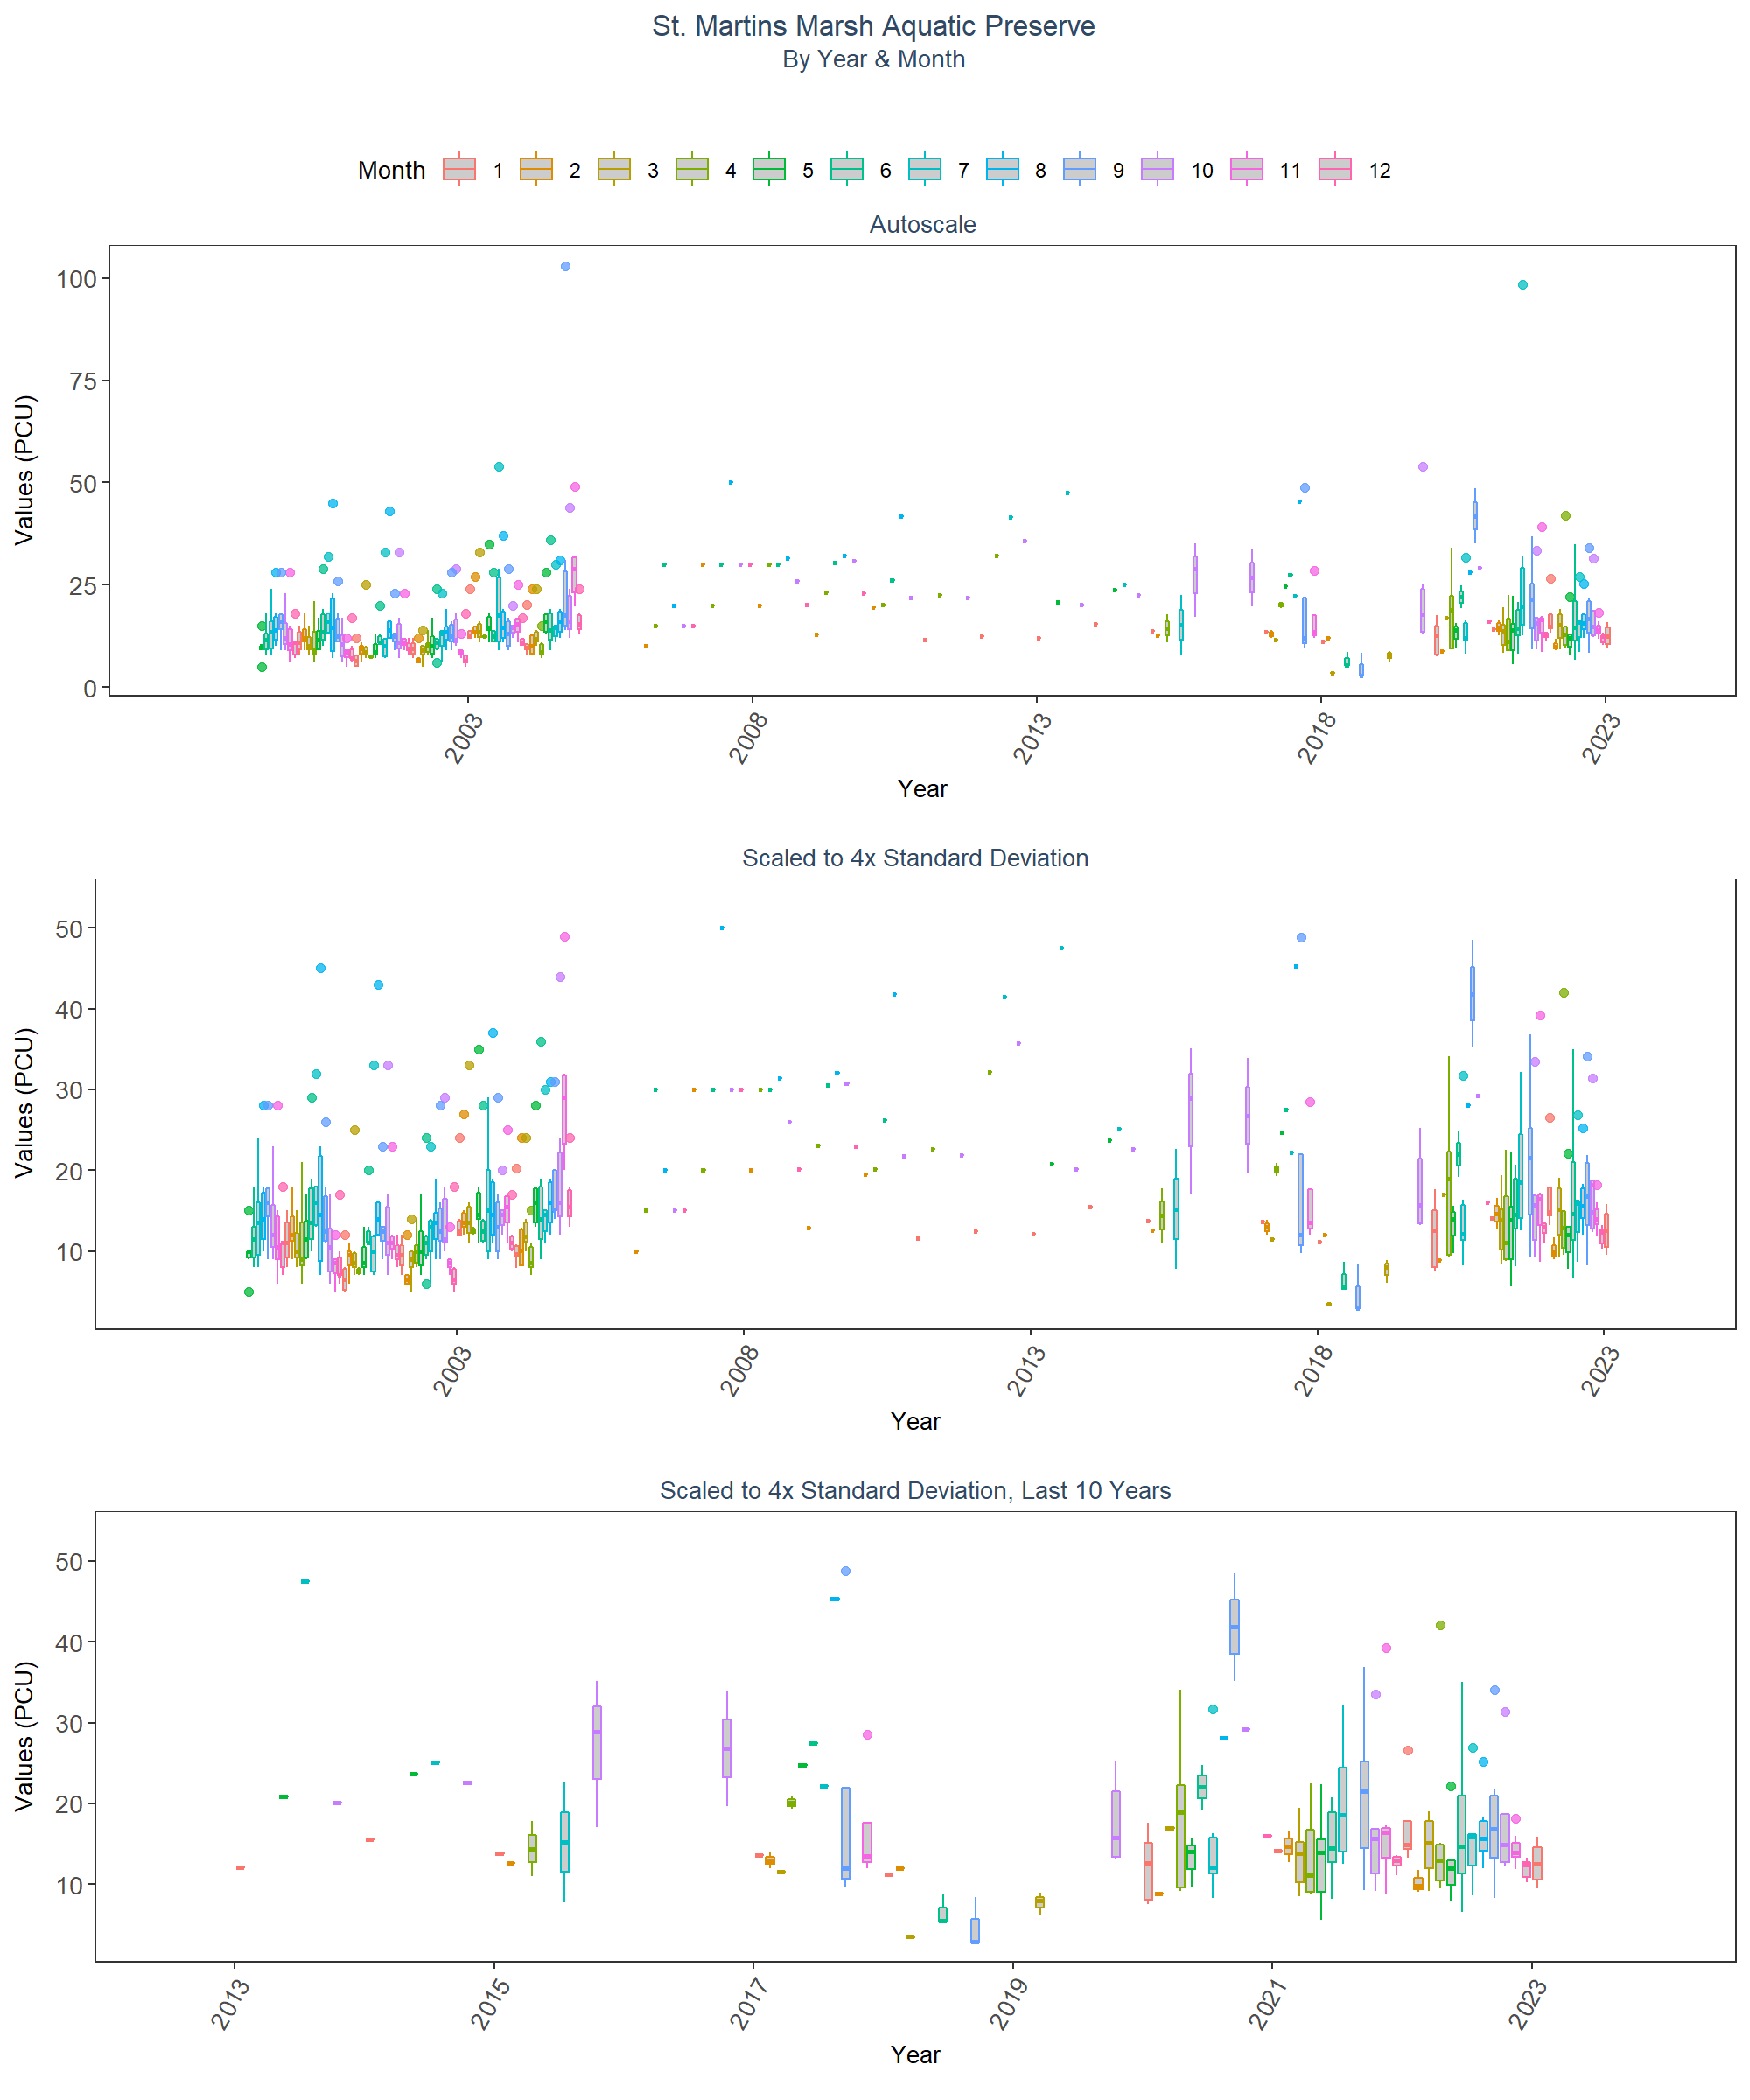 St. Martins Marsh Aquatic Preserve
By Year & Month
Month 1 2 3 4 5 6 7 8 9 10 11 12
Autoscale
Values (PCU)
100
75
50
25
0
2003 2008 2013 2018 2023
Year
Scaled to 4x Standard Deviation
Values (PCU)
50
40
30
20
10
2003 2008 2013 2018 2023
Year
Scaled to 4x Standard Deviation, Last 10 Years
Values (PCU)
50
40
30
20
10
2013 2015 2017 2019 2021 2023
Year